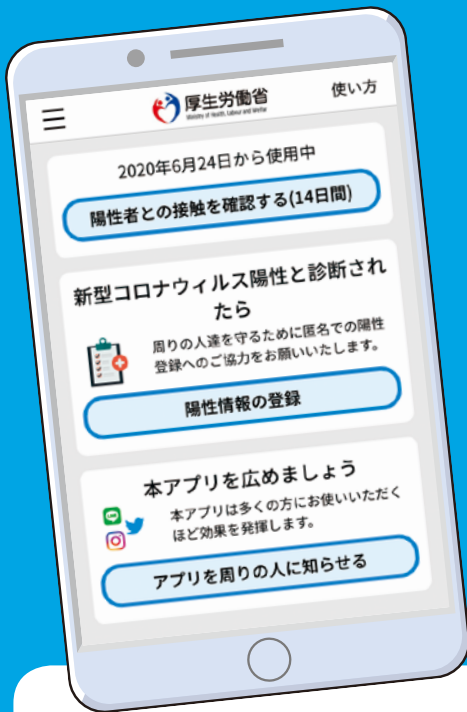 厚生労働省
Ministry of Health, Labour and Welfare
使い方
2020年6月24日から使用中
陽性者との接触を確認する(14日間)
新型コロナウィルス陽性と診断され
たら
周りの人達を守るために匿名での陽性
登録へのご協力をお願いいたします。
陽性情報の登録
本アプリを広めましょう
本アプリは多くの方にお使いいただく
ほど効果を発揮します。
アプリを周りの人に知らせる